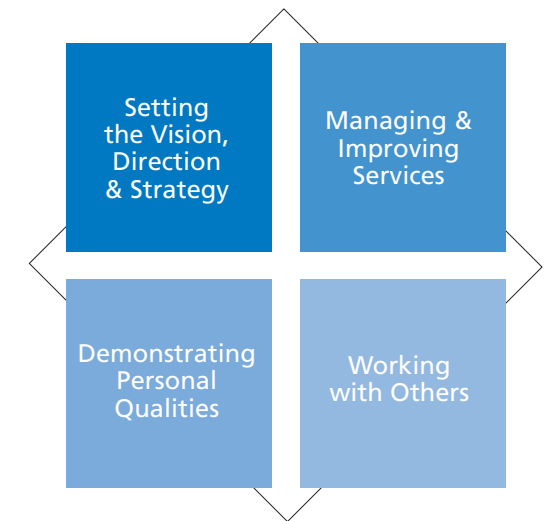 Setting
the Vision,
Direction
& Strategy
Managing &
Improving
Services
Demonstrating
Personal
Qualities
Working
with Others